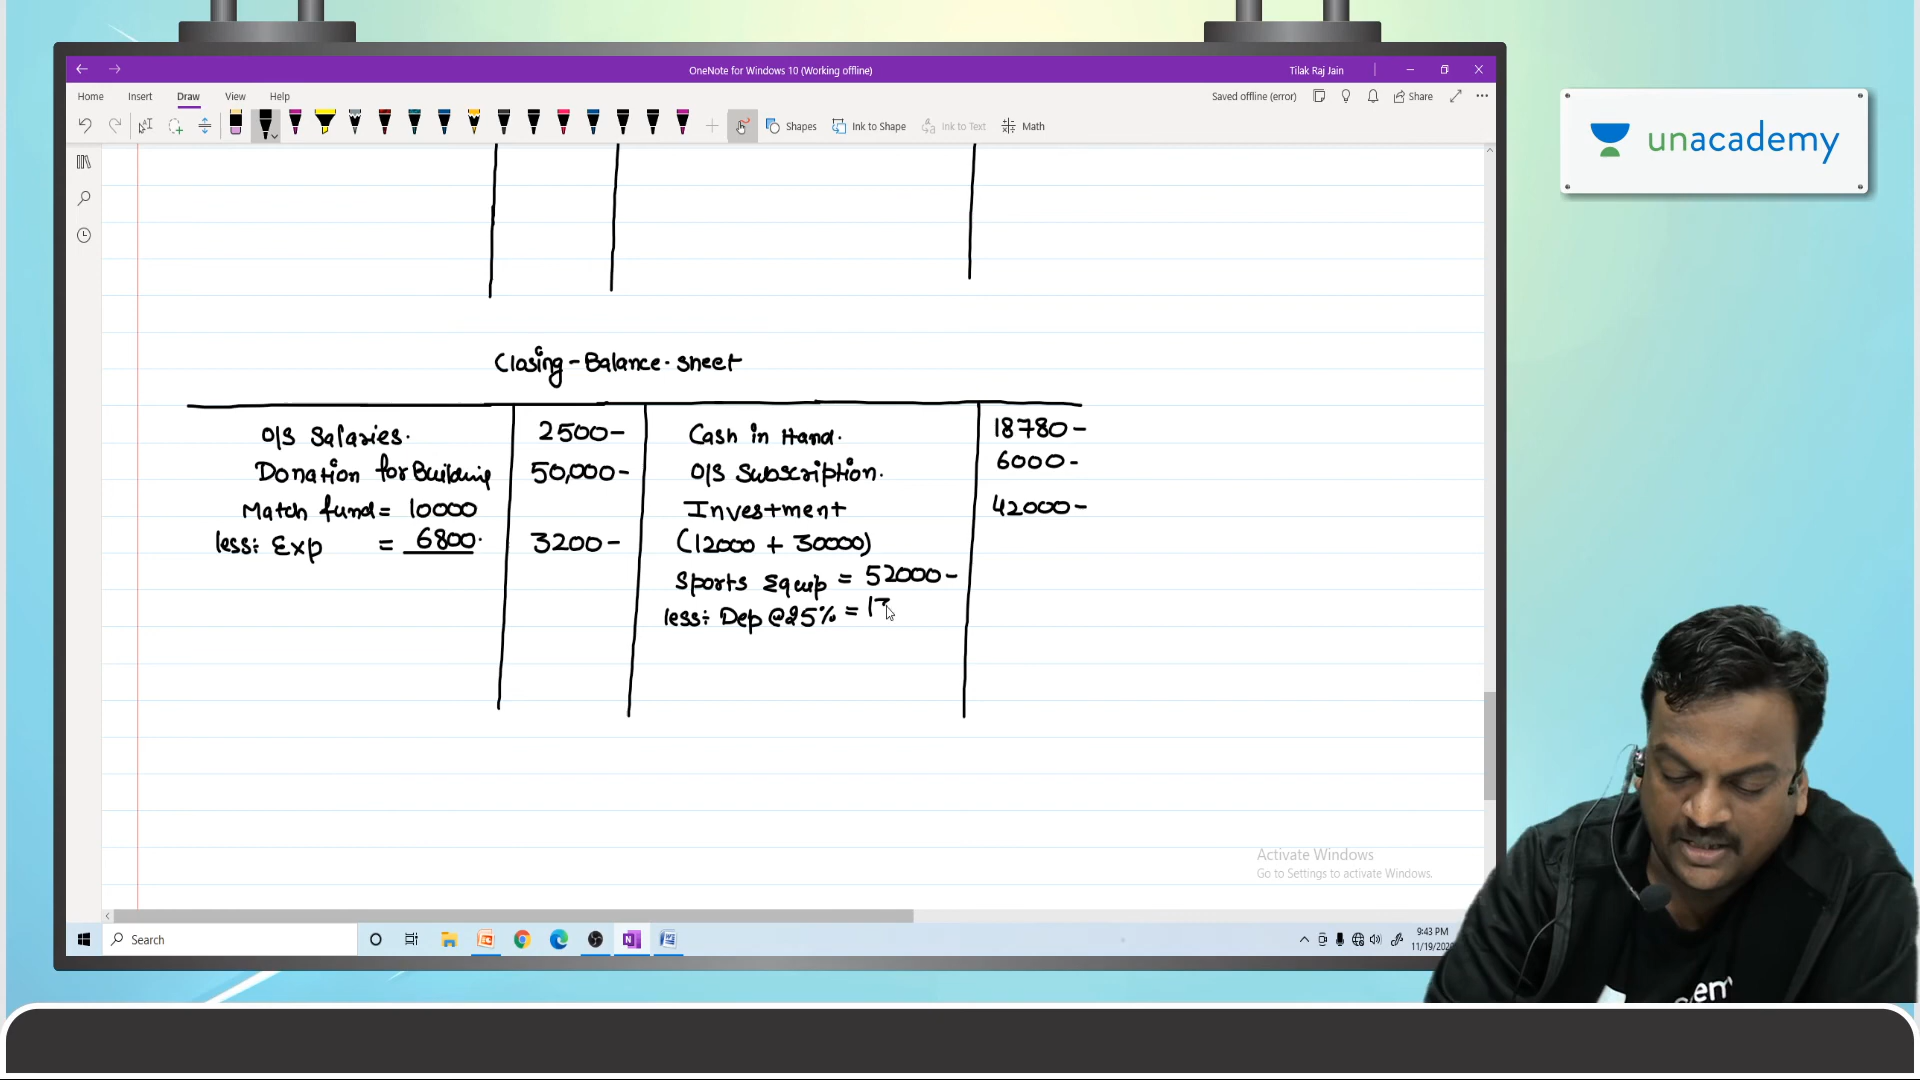 OneNote for Windows 10 (Working offline)
Tilak Raj Jain
Home Insert Draw View Help
Saved offline (error)
Share
Shapes
Ink to Shape
Ink to Text
Math
unacademy
Closing-Balance.sheet
O/S Salaries. 2500- Cash in Hand. 18780-
Donation for Building 50,000- O/S Subscription. 6000-
Match fund = 10000 Investment 42000-
less: Exp = 6800. 3200- (12000 + 30000)
Sports Equip = 52000-
less: Dep @25% = 13
Activate Windows
Go to Settings to activate Windows.
Search
9:43 PM